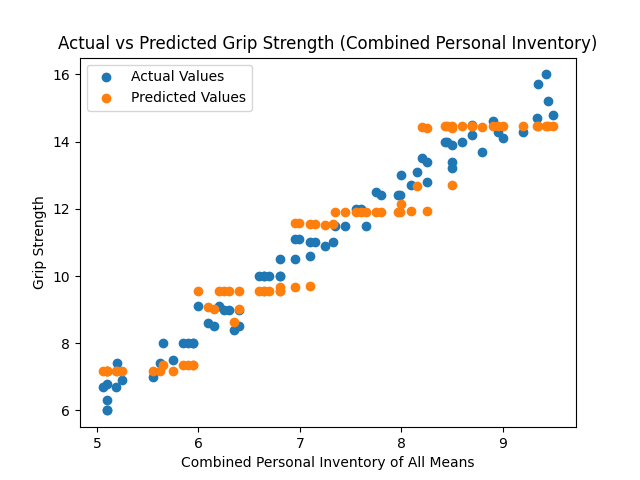 Actual vs Predicted Grip Strength (Combined Personal Inventory)
Actual Values
Predicted Values
16
14
12
10
8
6
Grip Strength
5 6 7 8 9
Combined Personal Inventory of All Means